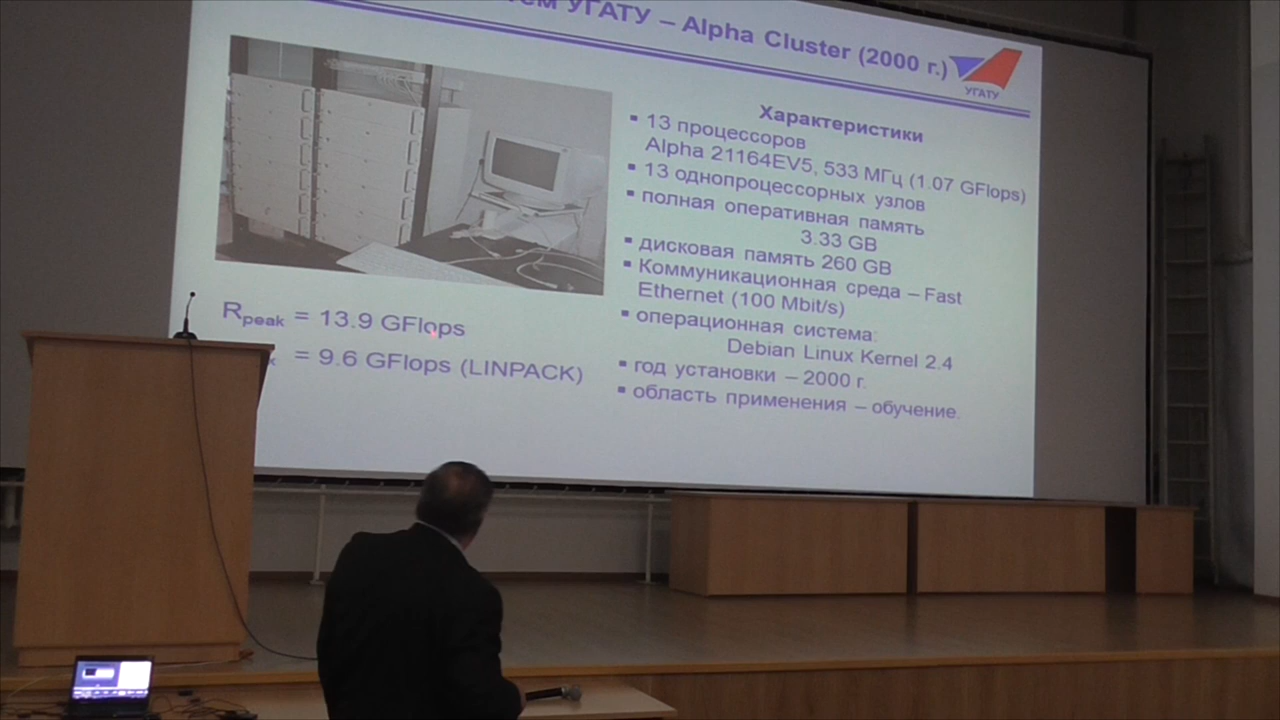 УГАТУ – Alpha Cluster (2000 г.)
УГАТУ
Характеристики
13 процессоров
Alpha 21164EV5, 533 МГц (1.07 GFlops)
13 однопроцессорных узлов
полная оперативная память
3.33 GB
дисковая память 260 GB
Коммуникационная среда – Fast
Ethernet (100 Mbit/s)
операционная система:
Debian Linux Kernel 2.4
год установки – 2000 г.
область применения – обучение.
Rpeak = 13.9 GFlops
= 9.6 GFlops (LINPACK)